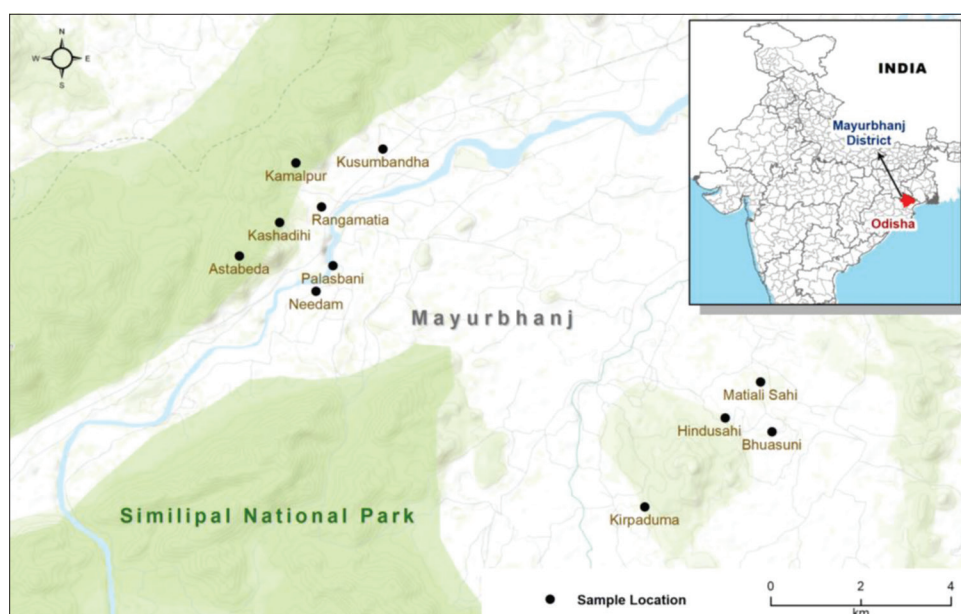 N
W E
S
INDIA
Mayurbhanj
District
Odisha
Kusumbandha
Kamalpur
Rangamatia
Kashadihi
Astabeda
Palasbani
Needam
Mayurbhanj
Matiali Sahi
Hindusahi
Bhuasuni
Kirpaduma
Similipal National Park
Sample Location
0 2 4
km